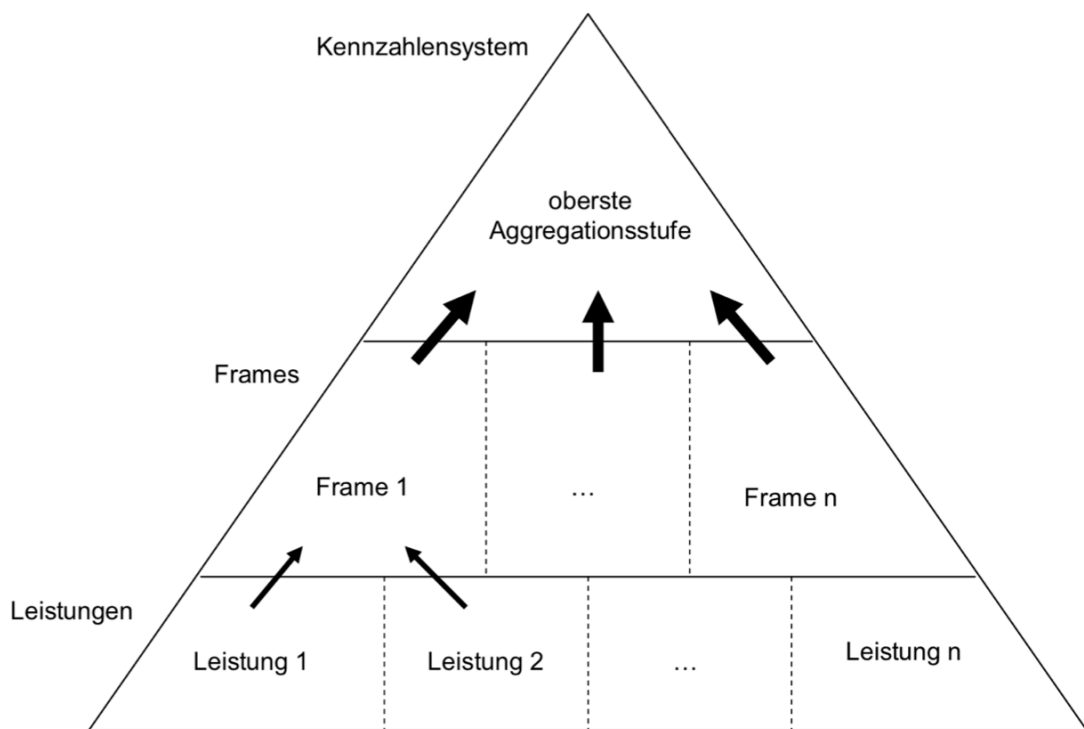 Kennzahlensystem
oberste
Aggregationsstufe
Frames
Frame 1
…
Frame n
Leistungen
Leistung 1
Leistung 2
…
Leistung n